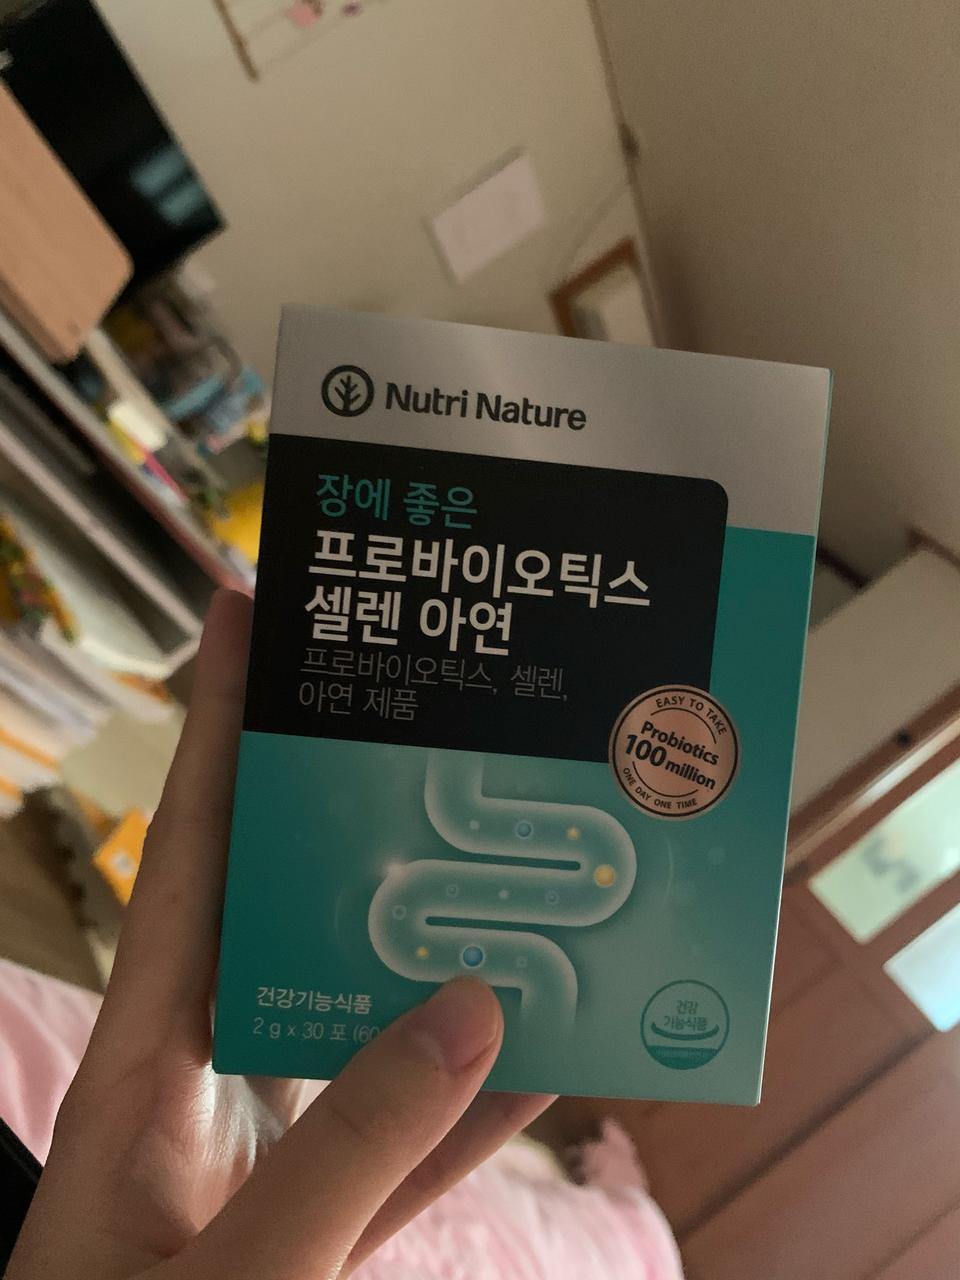 Nutri Nature
장에 좋은
프로바이오틱스
셀렌 아연
프로바이오틱스, 셀렌,
아연 제품
EASY TO TAKE
Probiotics
100 million
ONE DAY ONE TIME
건강기능식품
2 g x 30 포 (60
건강
기능식품